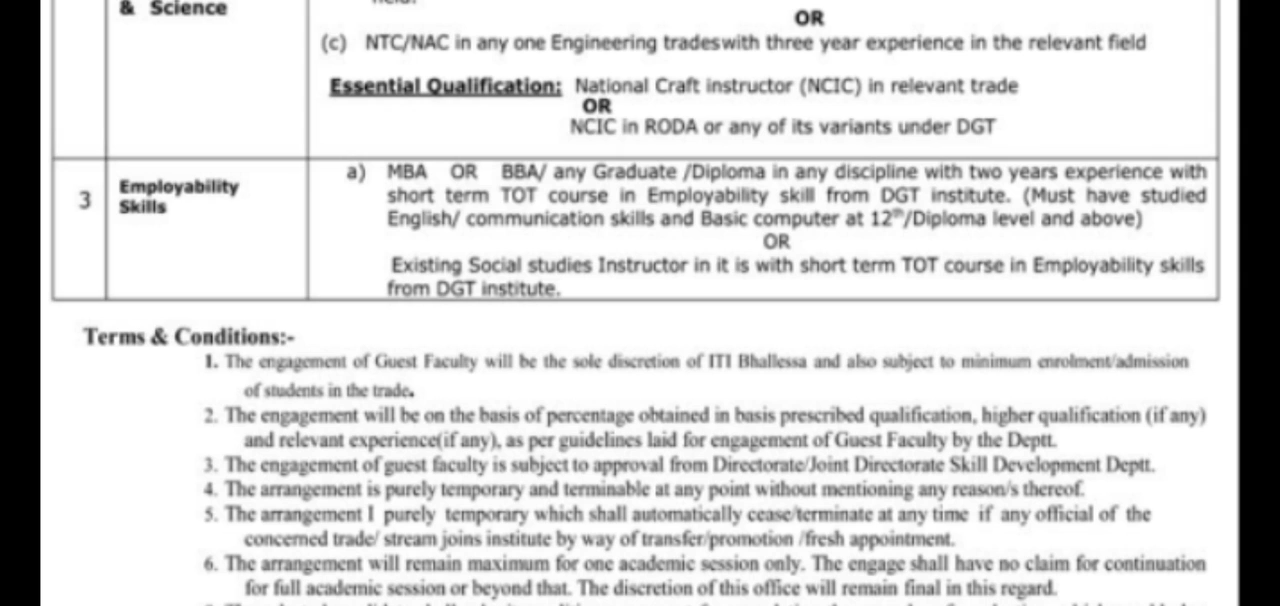 & Science
OR
(c) NTC/NAC in any one Engineering tradeswith three year experience in the relevant field
Essential Qualification: National Craft instructor (NCIC) in relevant trade
OR
NCIC in RODA or any of its variants under DGT
3
Employability
Skills
a) MBA OR BBA/ any Graduate /Diploma in any discipline with two years experience with
short term TOT course in Employability skill from DGT institute. (Must have studied
English/ communication skills and Basic computer at 12th/Diploma level and above)
OR
Existing Social studies Instructor in it is with short term TOT course in Employability skills
from DGT institute.
Terms & Conditions:-
1. The engagement of Guest Faculty will be the sole discretion of ITI Bhallessa and also subject to minimum enrolment/admission
of students in the trade.
2. The engagement will be on the basis of percentage obtained in basis prescribed qualification, higher qualification (if any)
and relevant experience(if any), as per guidelines laid for engagement of Guest Faculty by the Deptt.
3. The engagement of guest faculty is subject to approval from Directorate/Joint Directorate Skill Development Deptt.
4. The arrangement is purely temporary and terminable at any point without mentioning any reason/s thereof.
5. The arrangement I purely temporary which shall automatically cease/terminate at any time if any official of the
concerned trade/ stream joins institute by way of transfer/promotion /fresh appointment.
6. The arrangement will remain maximum for one academic session only. The engage shall have no claim for continuation
for full academic session or beyond that. The discretion of this office will remain final in this regard.